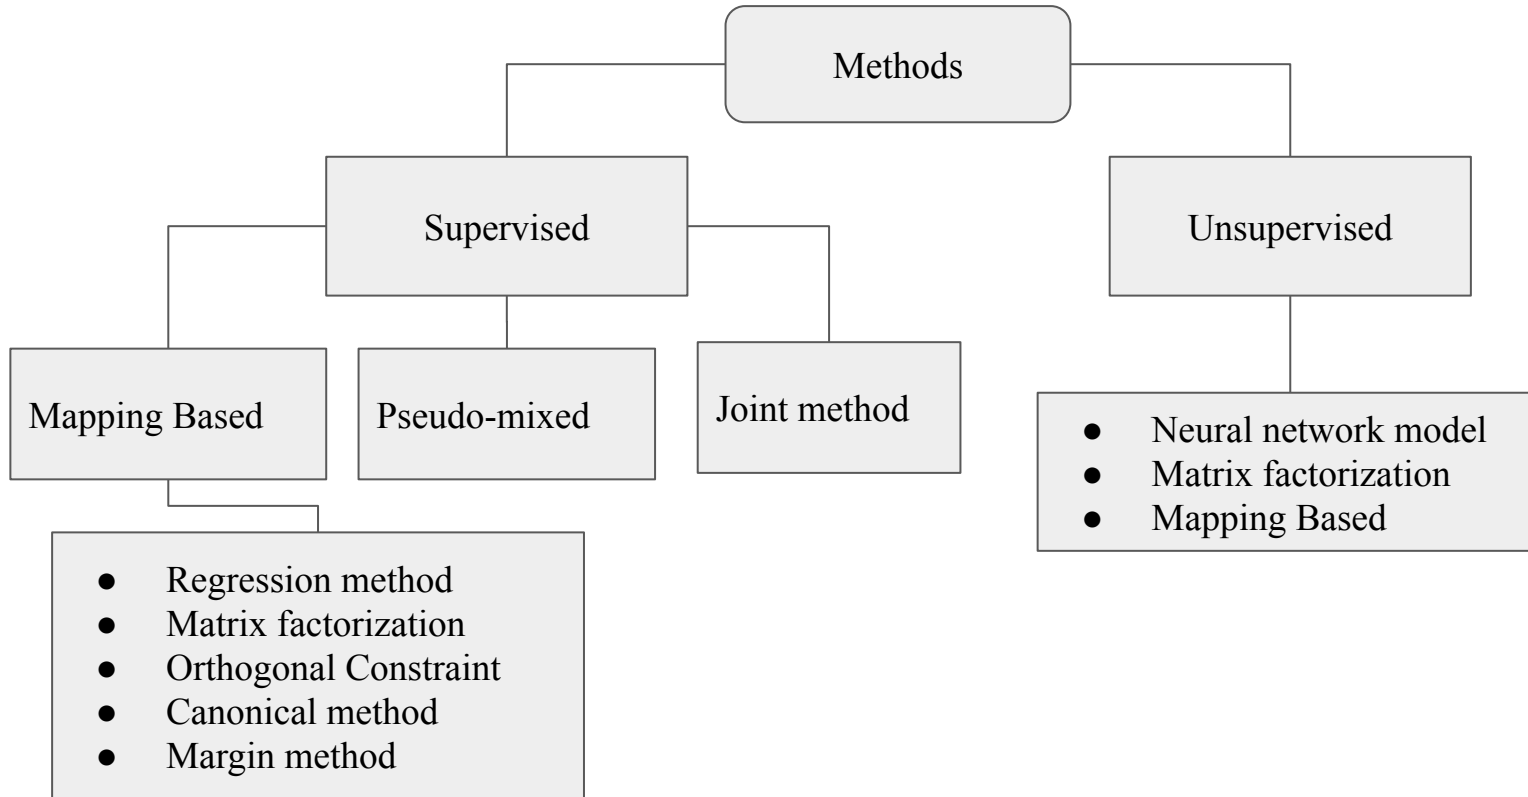 Methods
Supervised
Unsupervised
Mapping Based
Pseudo-mixed
Joint method
● Neural network model
● Matrix factorization
● Mapping Based
● Regression method
● Matrix factorization
● Orthogonal Constraint
● Canonical method
● Margin method